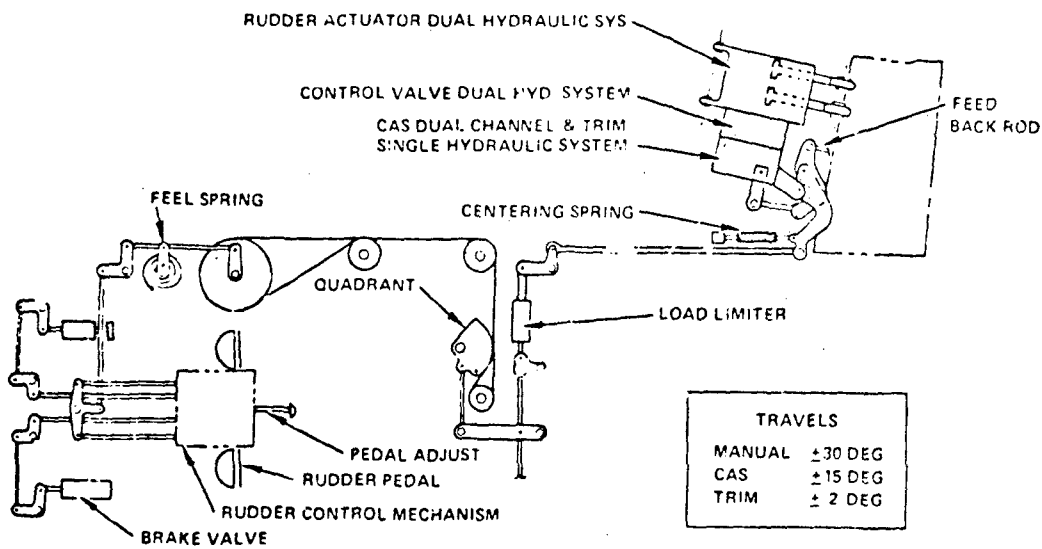 RUDDER ACTUATOR DUAL HYDRAULIC SYS
CONTROL VALVE DUAL HYD SYSTEM
CAS DUAL CHANNEL & TRIM
SINGLE HYDRAULIC SYSTEM
FEED
BACK ROD
FEEL SPRING
CENTERING SPRING
QUADRANT
LOAD LIMITER
PEDAL ADJUST
RUDDER PEDAL
RUDDER CONTROL MECHANISM
BRAKE VALVE
TRAVELS
MANUAL ±30 DEG
CAS ±15 DEG
TRIM ± 2 DEG